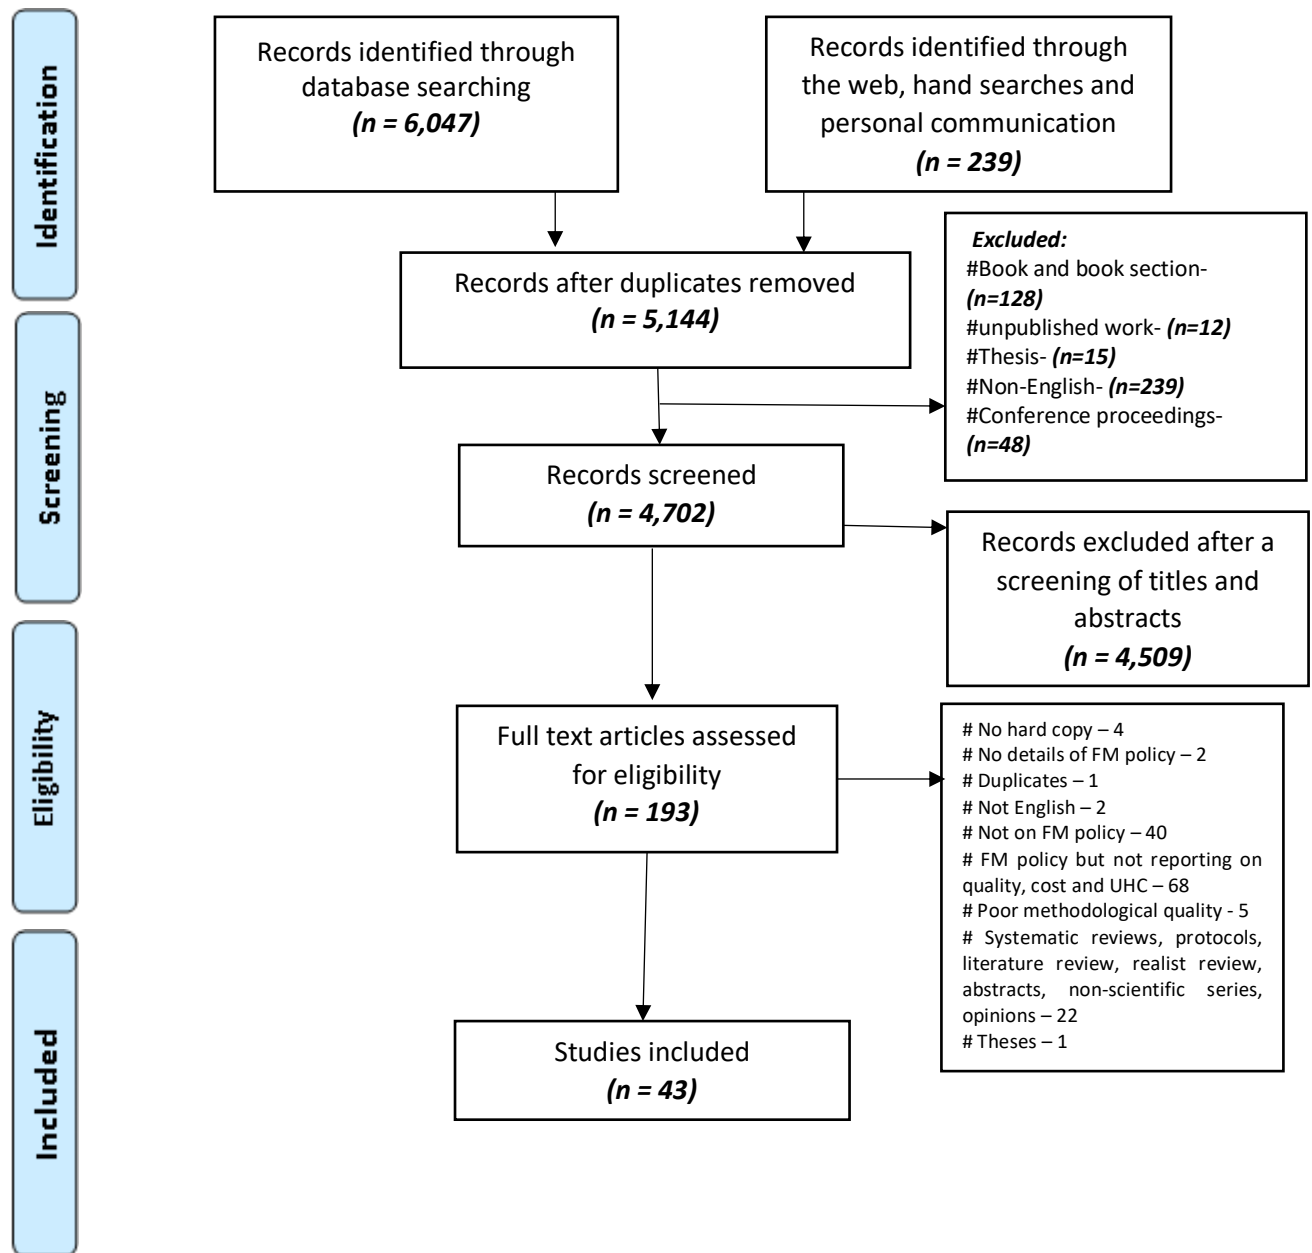 Identification
Records identified through
database searching
(n = 6,047)
Records identified through
the web, hand searches and
personal communication
(n = 239)
Records after duplicates removed
(n = 5,144)
Excluded:
#Book and book section-
(n=128)
#unpublished work- (n=12)
#Thesis- (n=15)
#Non-English- (n=239)
#Conference proceedings-
(n=48)
Screening
Records screened
(n = 4,702)
Records excluded after a
screening of titles and
abstracts
(n = 4,509)
Eligibility
Full text articles assessed
for eligibility
(n = 193)
# No hard copy – 4
# No details of FM policy – 2
# Duplicates – 1
# Not English – 2
# Not on FM policy – 40
# FM policy but not reporting on
quality, cost and UHC – 68
# Poor methodological quality - 5
# Systematic reviews, protocols,
literature review, realist review,
abstracts, non-scientific series,
opinions – 22
# Theses – 1
Included
Studies included
(n = 43)